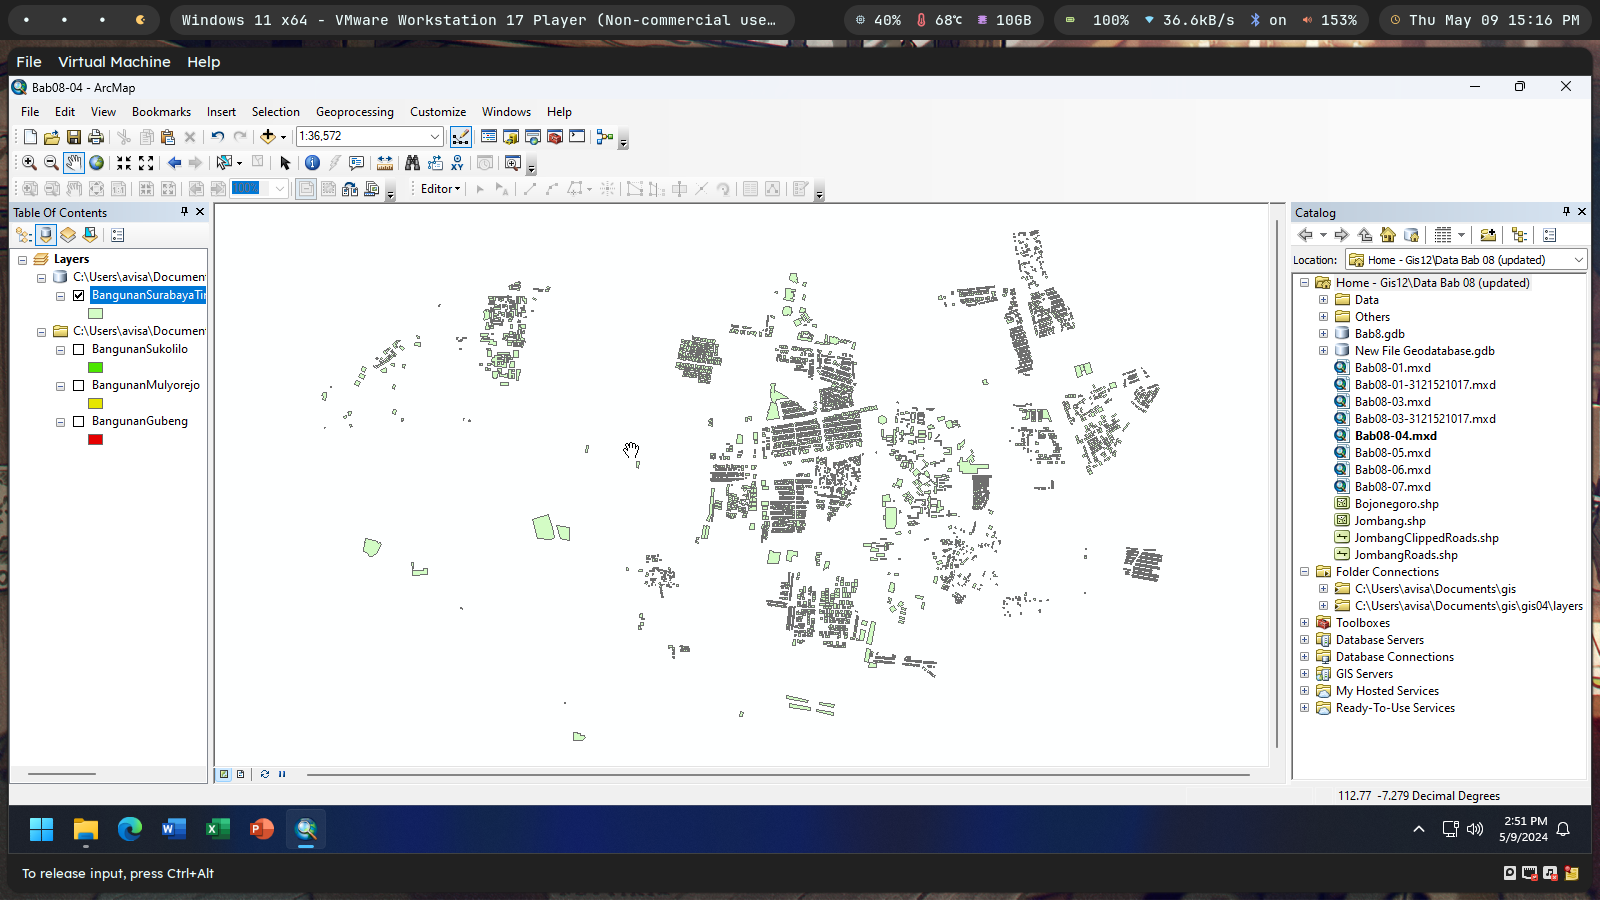 Windows 11 x64 - VMware Workstation 17 Player (Non-commercial use…
40%
68℃
10GB
100%
36.6kB/s
on
153%
Thu May 09 15:16 PM
File Virtual Machine Help
Bab08-04 - ArcMap
File Edit View Bookmarks Insert Selection Geoprocessing Customize Windows Help
1:36,572
100%
Editor
Table Of Contents
Layers
C:\Users\avisa\Document
BangunanSurabayaTin
C:\Users\avisa\Document
BangunanSukolilo
BangunanMulyorejo
BangunanGubeng
Catalog
Location: Home - Gis12\Data Bab 08 (updated)
Home - Gis12\Data Bab 08 (updated)
Data
Others
Bab8.gdb
New File Geodatabase.gdb
Bab08-01.mxd
Bab08-01-3121521017.mxd
Bab08-03.mxd
Bab08-03-3121521017.mxd
Bab08-04.mxd
Bab08-05.mxd
Bab08-06.mxd
Bab08-07.mxd
Bojonegoro.shp
Jombang.shp
JombangClippedRoads.shp
JombangRoads.shp
Folder Connections
C:\Users\avisa\Documents\gis
C:\Users\avisa\Documents\gis\gis04\layers
Toolboxes
Database Servers
Database Connections
GIS Servers
My Hosted Services
Ready-To-Use Services
112.77 -7.279 Decimal Degrees
2:51 PM
5/9/2024
To release input, press Ctrl+Alt